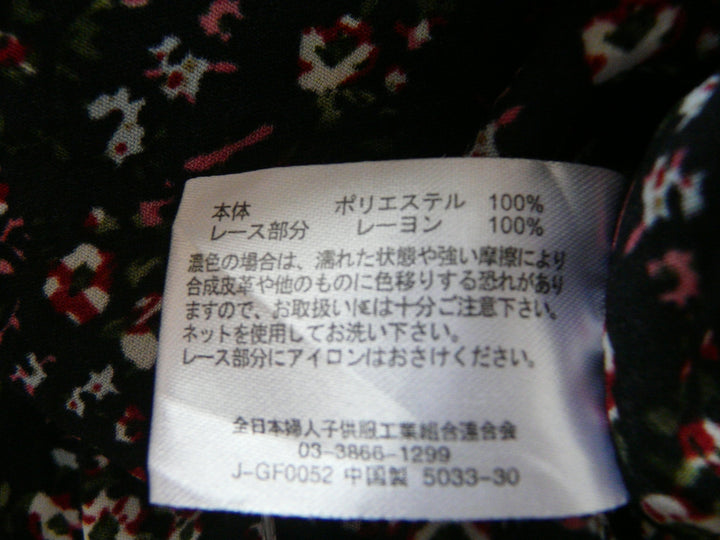 本体 ポリエステル 100%
レース部分 レーヨン 100%
濃色の場合は、濡れた状態や強い摩擦により
合成皮革や他のものに色移りする恐れがあり
ますので、お取扱いには十分ご注意下さい。
ネットを使用してお洗い下さい。
レース部分にアイロンはおさけください。
全日本婦人子供服工業組合連合会
03-3866-1299
J-GF0052 中国製 5033-30